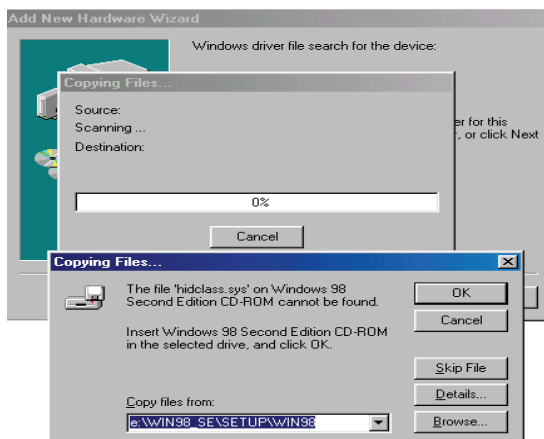 Add New Hardware Wizard
Windows driver file search for the device:
Copying Files...
Source:
Scanning ...
Destination:
er for this
, or click Next
0%
Cancel
Copying Files...
The file 'hidclass.sys' on Windows 98
Second Edition CD-ROM cannot be found.
Insert Windows 98 Second Edition CD-ROM
in the selected drive, and click OK.
OK
Cancel
Skip File
Details...
Browse...
Copy files from:
e:\WIN98_SE\SETUP\WIN98